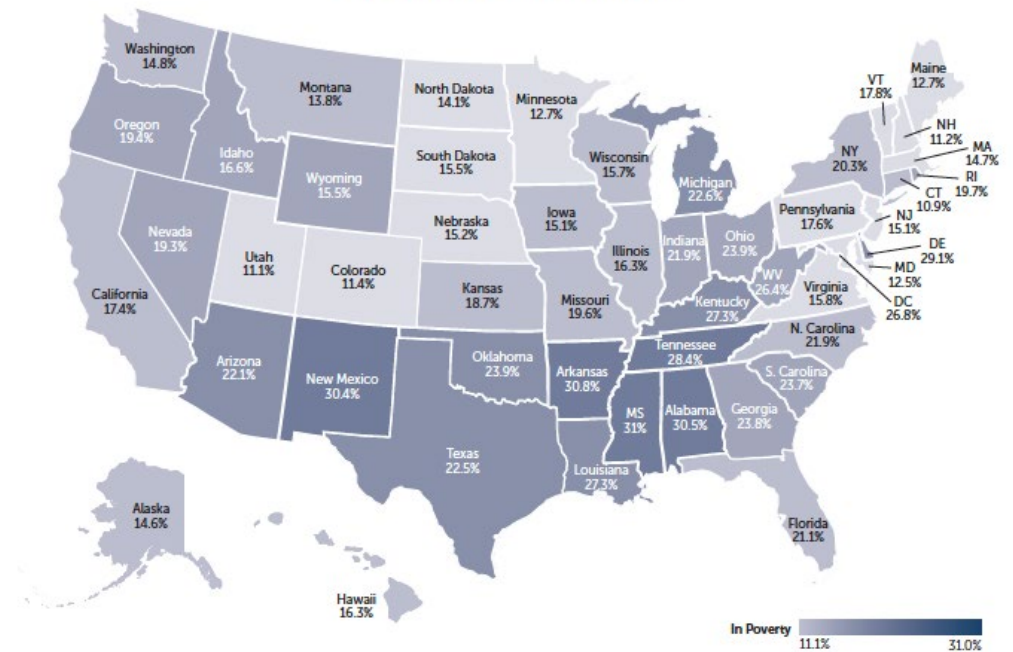 Washington
14.8%
Oregon
19.4%
Idaho
16.6%
Montana
13.8%
Wyoming
15.5%
North Dakota
14.1%
South Dakota
15.5%
Nebraska
15.2%
Minnesota
12.7%
Wisconsin
15.7%
Michigan
22.6%
Iowa
15.1%
Illinois
16.3%
Indiana
21.9%
Ohio
23.9%
NY
20.3%
Pennsylvania
17.6%
VT
17.8%
Maine
12.7%
NH
11.2%
MA
14.7%
RI
19.7%
CT
10.9%
NJ
15.1%
DE
29.1%
MD
12.5%
DC
26.8%
WV
26.4%
Virginia
15.8%
Nevada
19.3%
California
17.4%
Utah
11.1%
Colorado
11.4%
Kansas
18.7%
Missouri
19.6%
Kentucky
27.3%
N. Carolina
21.9%
Tennessee
28.4%
S. Carolina
23.7%
Arizona
22.1%
New Mexico
30.4%
Oklahoma
23.9%
Arkansas
30.8%
MS
31%
Alabama
30.5%
Georgia
23.8%
Texas
22.5%
Louisiana
27.3%
Florida
21.1%
Alaska
14.6%
Hawaii
16.3%
In Poverty
11.1%
31.0%